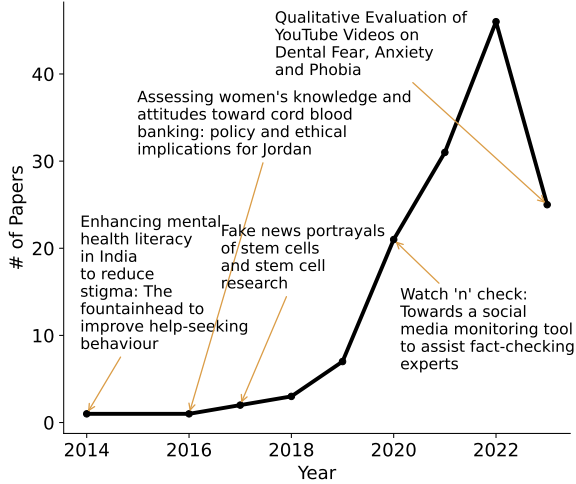 Qualitative Evaluation of
YouTube Videos on
Dental Fear, Anxiety
and Phobia
Assessing women's knowledge and
attitudes toward cord blood
banking: policy and ethical
implications for Jordan
Enhancing mental
health literacy
in India
to reduce
stigma: The
fountainhead to
improve help-seeking
behaviour
Fake news portrayals
of stem cells
and stem cell
research
Watch 'n' check:
Towards a social
media monitoring tool
to assist fact-checking
experts
# of Papers
40
30
20
10
0
2014 2016 2018 2020 2022
Year